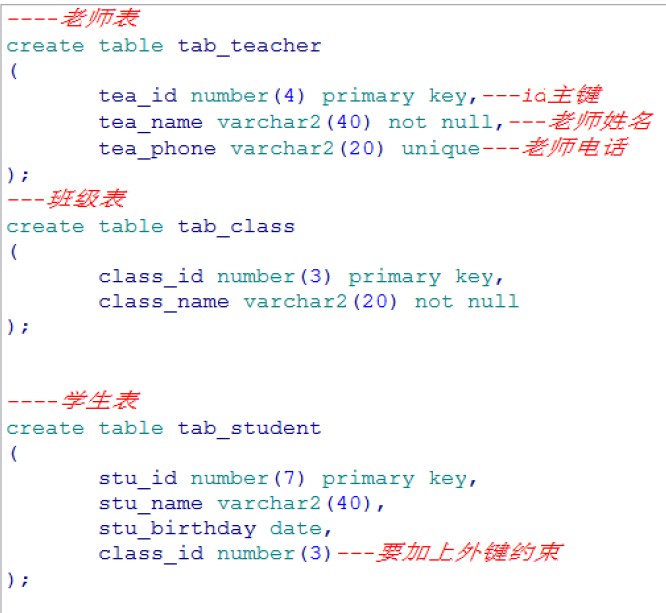 ----老师表
create table tab_teacher
(
tea_id number(4) primary key,---id主键
tea_name varchar2(40) not null,---老师姓名
tea_phone varchar2(20) unique---老师电话
);
---班级表
create table tab_class
(
class_id number(3) primary key,
class_name varchar2(20) not null
);
----学生表
create table tab_student
(
stu_id number(7) primary key,
stu_name varchar2(40),
stu_birthday date,
class_id number(3)---要加上外键约束
);